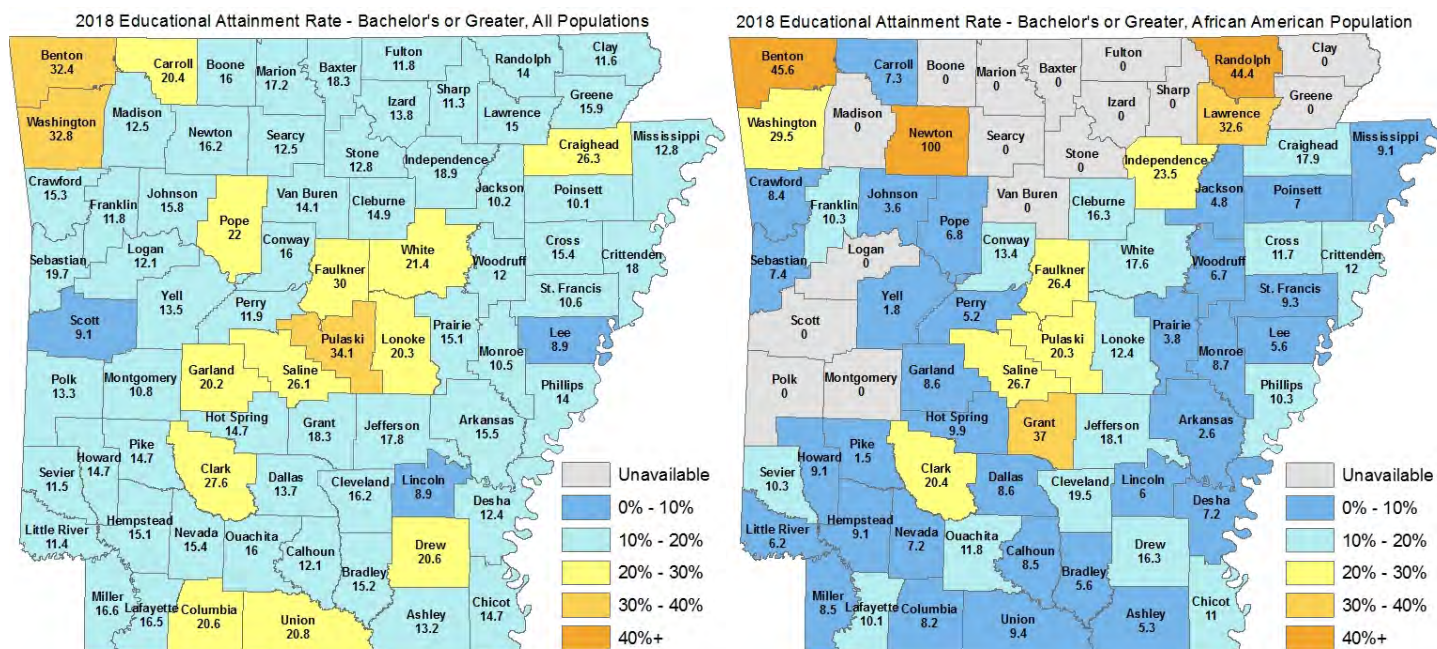 2018 Educational Attainment Rate - Bachelor's or Greater, All Populations
Benton
32.4
Carroll
20.4
Boone
16
Marion
17.2
Baxter
18.3
Fulton
11.8
Randolph
14
Clay
11.6
Washington
32.8
Madison
12.5
Newton
16.2
Searcy
12.5
Izard
13.8
Sharp
11.3
Lawrence
15
Greene
15.9
Stone
12.8
Independence
18.9
Craighead
26.3
Mississippi
12.8
Crawford
15.3
Franklin
11.8
Johnson
15.8
Pope
22
Van Buren
14.1
Cleburne
14.9
Jackson
10.2
Poinsett
10.1
Sebastian
19.7
Logan
12.1
Conway
16
Faulkner
30
White
21.4
Woodruff
12
Cross
15.4
Crittenden
18
St. Francis
10.6
Scott
9.1
Yell
13.5
Perry
11.9
Pulaski
34.1
Lonoke
20.3
Prairie
15.1
Monroe
10.5
Lee
8.9
Polk
13.3
Montgomery
10.8
Garland
20.2
Saline
26.1
Phillips
14
Hot Spring
14.7
Grant
18.3
Jefferson
17.8
Arkansas
15.5
Sevier
11.5
Howard
14.7
Pike
14.7
Clark
27.6
Dallas
13.7
Cleveland
16.2
Lincoln
8.9
Desha
12.4
Little River
11.4
Hempstead
15.1
Nevada
15.4
Ouachita
16
Calhoun
12.1
Bradley
15.2
Drew
20.6
Miller
16.6
Lafayette
16.5
Columbia
20.6
Union
20.8
Ashley
13.2
Chicot
14.7
Unavailable
0% - 10%
10% - 20%
20% - 30%
30% - 40%
40%+
2018 Educational Attainment Rate - Bachelor's or Greater, African American Population
Benton
45.6
Carroll
7.3
Boone
0
Marion
0
Baxter
0
Fulton
0
Randolph
44.4
Clay
0
Washington
29.5
Madison
0
Newton
100
Searcy
0
Izard
0
Sharp
0
Lawrence
32.6
Greene
0
Stone
0
Independence
23.5
Craighead
17.9
Mississippi
9.1
Crawford
8.4
Franklin
10.3
Johnson
3.6
Pope
6.8
Van Buren
0
Cleburne
16.3
Jackson
4.8
Poinsett
7
Sebastian
7.4
Logan
0
Conway
13.4
Faulkner
26.4
White
17.6
Woodruff
6.7
Cross
11.7
Crittenden
12
St. Francis
9.3
Scott
0
Yell
1.8
Perry
5.2
Pulaski
20.3
Lonoke
12.4
Prairie
3.8
Monroe
8.7
Lee
5.6
Polk
0
Montgomery
0
Garland
8.6
Saline
26.7
Phillips
10.3
Hot Spring
9.9
Grant
37
Jefferson
18.1
Arkansas
2.6
Sevier
10.3
Howard
9.1
Pike
1.5
Clark
20.4
Dallas
8.6
Cleveland
19.5
Lincoln
6
Desha
7.2
Little River
6.2
Hempstead
9.1
Nevada
7.2
Ouachita
11.8
Calhoun
8.5
Bradley
5.6
Drew
16.3
Miller
8.5
Lafayette
10.1
Columbia
8.2
Union
9.4
Ashley
5.3
Chicot
11
Unavailable
0% - 10%
10% - 20%
20% - 30%
30% - 40%
40%+